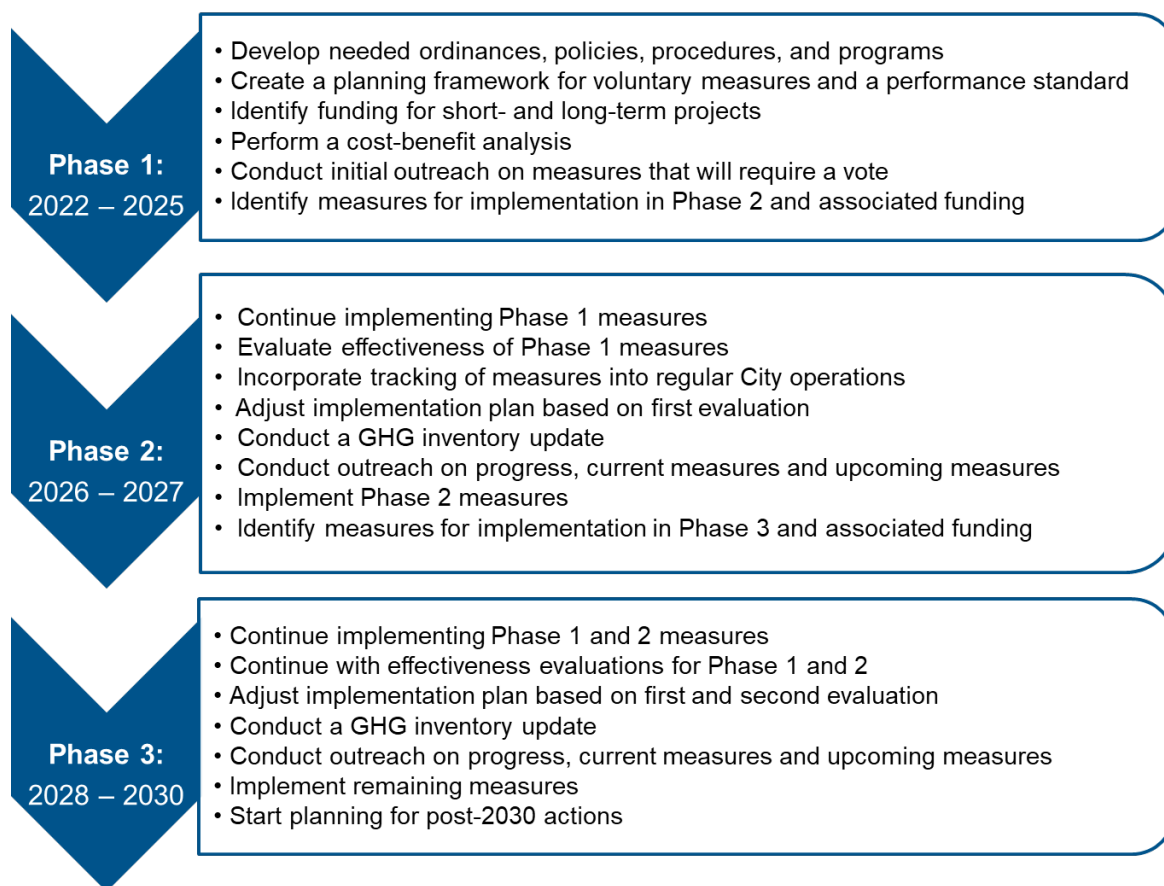 Phase 1:
2022 – 2025
• Develop needed ordinances, policies, procedures, and programs
• Create a planning framework for voluntary measures and a performance standard
• Identify funding for short- and long-term projects
• Perform a cost-benefit analysis
• Conduct initial outreach on measures that will require a vote
• Identify measures for implementation in Phase 2 and associated funding
Phase 2:
2026 – 2027
• Continue implementing Phase 1 measures
• Evaluate effectiveness of Phase 1 measures
• Incorporate tracking of measures into regular City operations
• Adjust implementation plan based on first evaluation
• Conduct a GHG inventory update
• Conduct outreach on progress, current measures and upcoming measures
• Implement Phase 2 measures
• Identify measures for implementation in Phase 3 and associated funding
Phase 3:
2028 – 2030
• Continue implementing Phase 1 and 2 measures
• Continue with effectiveness evaluations for Phase 1 and 2
• Adjust implementation plan based on first and second evaluation
• Conduct a GHG inventory update
• Conduct outreach on progress, current measures and upcoming measures
• Implement remaining measures
• Start planning for post-2030 actions